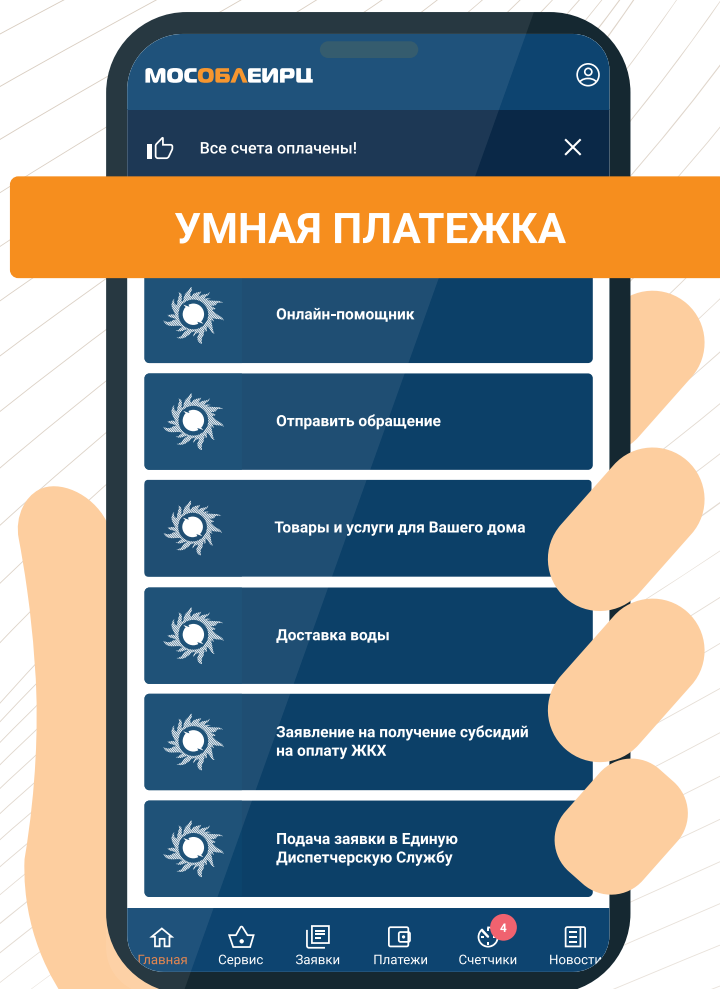 МОСОБЛЕИРЦ
Все счета оплачены!
УМНАЯ ПЛАТЕЖКА
Онлайн-помощник
Отправить обращение
Товары и услуги для Вашего дома
Доставка воды
Заявление на получение субсидий
на оплату ЖКХ
Подача заявки в Единую
Диспетчерскую Службу
4
Главная Сервис Заявки Платежи Счетчики Новости